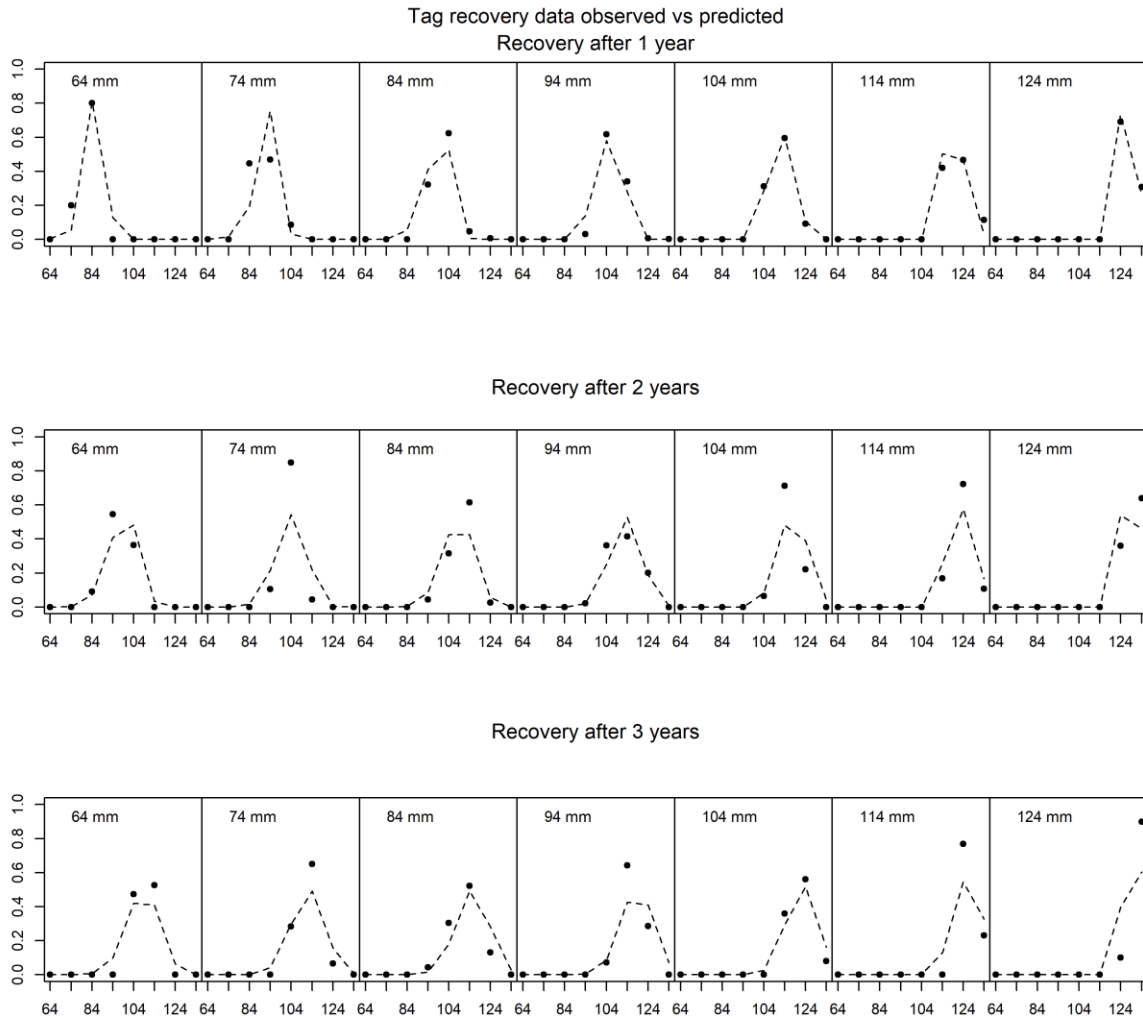 Tag recovery data observed vs predicted
Recovery after 1 year
64 mm 74 mm 84 mm 94 mm 104 mm 114 mm 124 mm
1.0
0.8
0.6
0.4
0.2
0.0
64 84 104 124 64 84 104 124 64 84 104 124 64 84 104 124 64 84 104 124 64 84 104 124 64 84 104 124
Recovery after 2 years
64 mm 74 mm 84 mm 94 mm 104 mm 114 mm 124 mm
1.0
0.8
0.6
0.4
0.2
0.0
64 84 104 124 64 84 104 124 64 84 104 124 64 84 104 124 64 84 104 124 64 84 104 124 64 84 104 124
Recovery after 3 years
64 mm 74 mm 84 mm 94 mm 104 mm 114 mm 124 mm
1.0
0.8
0.6
0.4
0.2
0.0
64 84 104 124 64 84 104 124 64 84 104 124 64 84 104 124 64 84 104 124 64 84 104 124 64 84 104 124